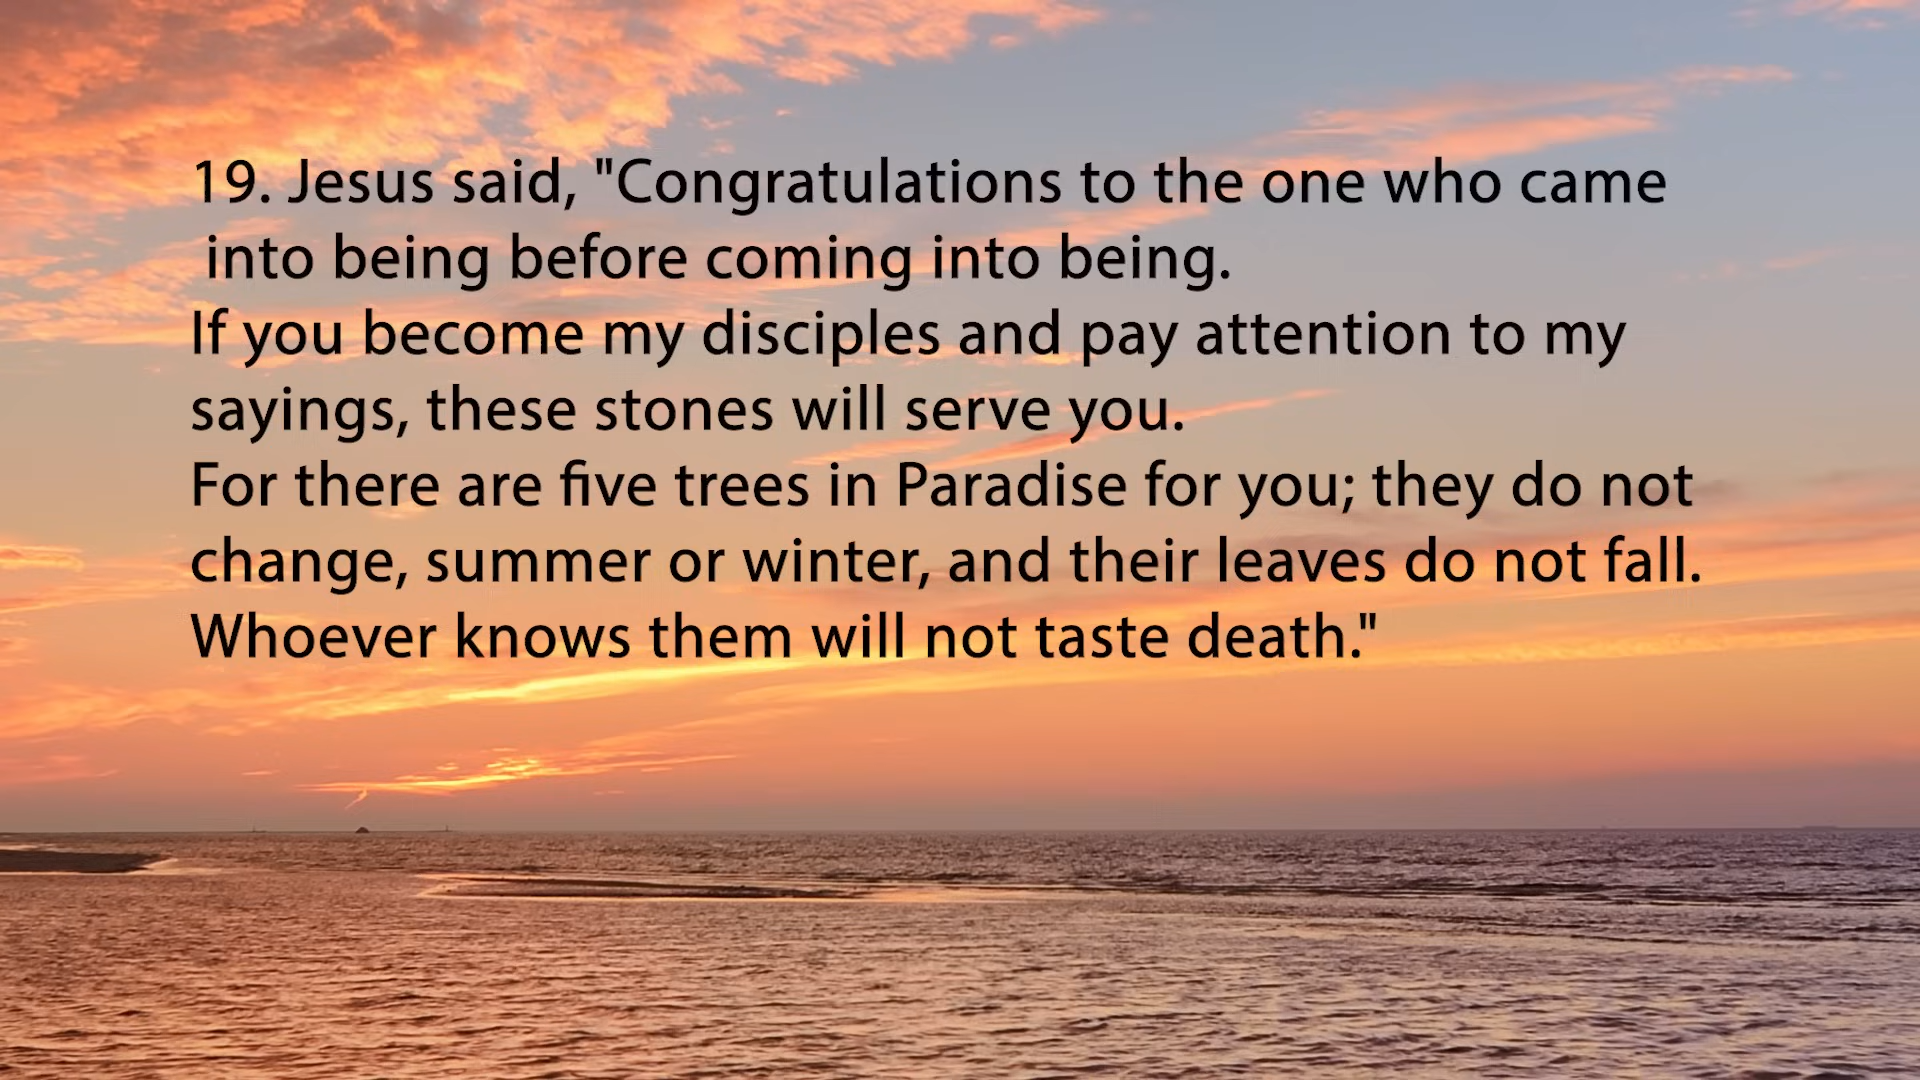 19. Jesus said, "Congratulations to the one who came
into being before coming into being.
If you become my disciples and pay attention to my
sayings, these stones will serve you.
For there are five trees in Paradise for you; they do not
change, summer or winter, and their leaves do not fall.
Whoever knows them will not taste death."